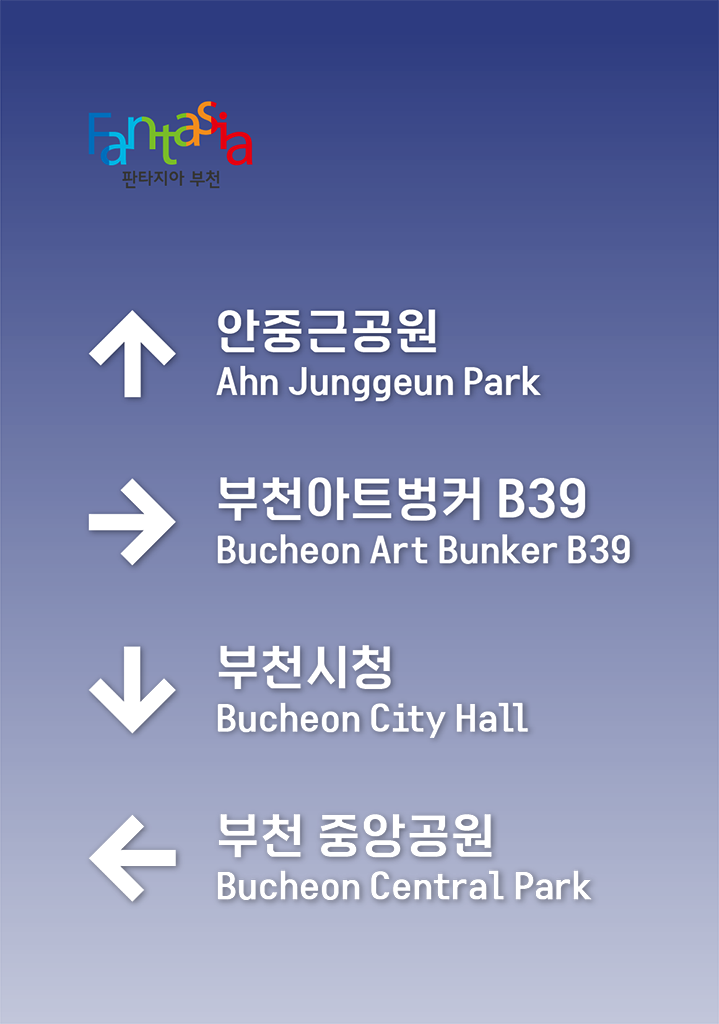 Fantasia
판타지아 부천
안중근공원
Ahn Junggeun Park
부천아트벙커 B39
Bucheon Art Bunker B39
부천시청
Bucheon City Hall
부천 중앙공원
Bucheon Central Park